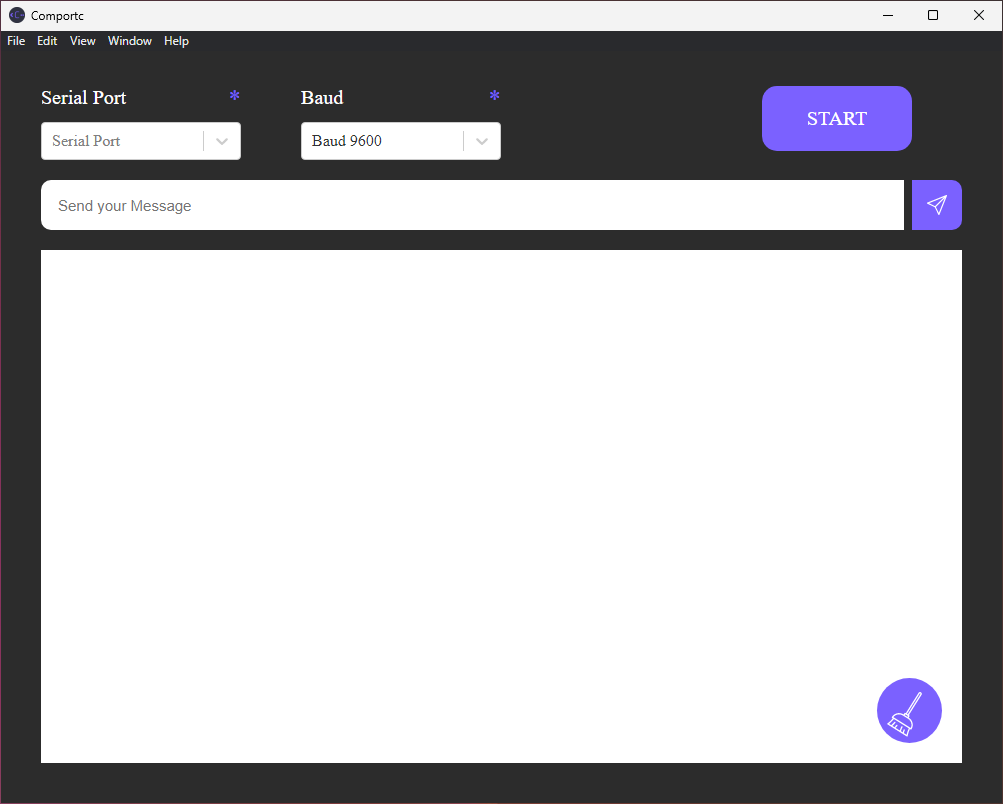 Comportc
File Edit View Window Help
Serial Port * Baud *
START
Serial Port Baud 9600
Send your Message